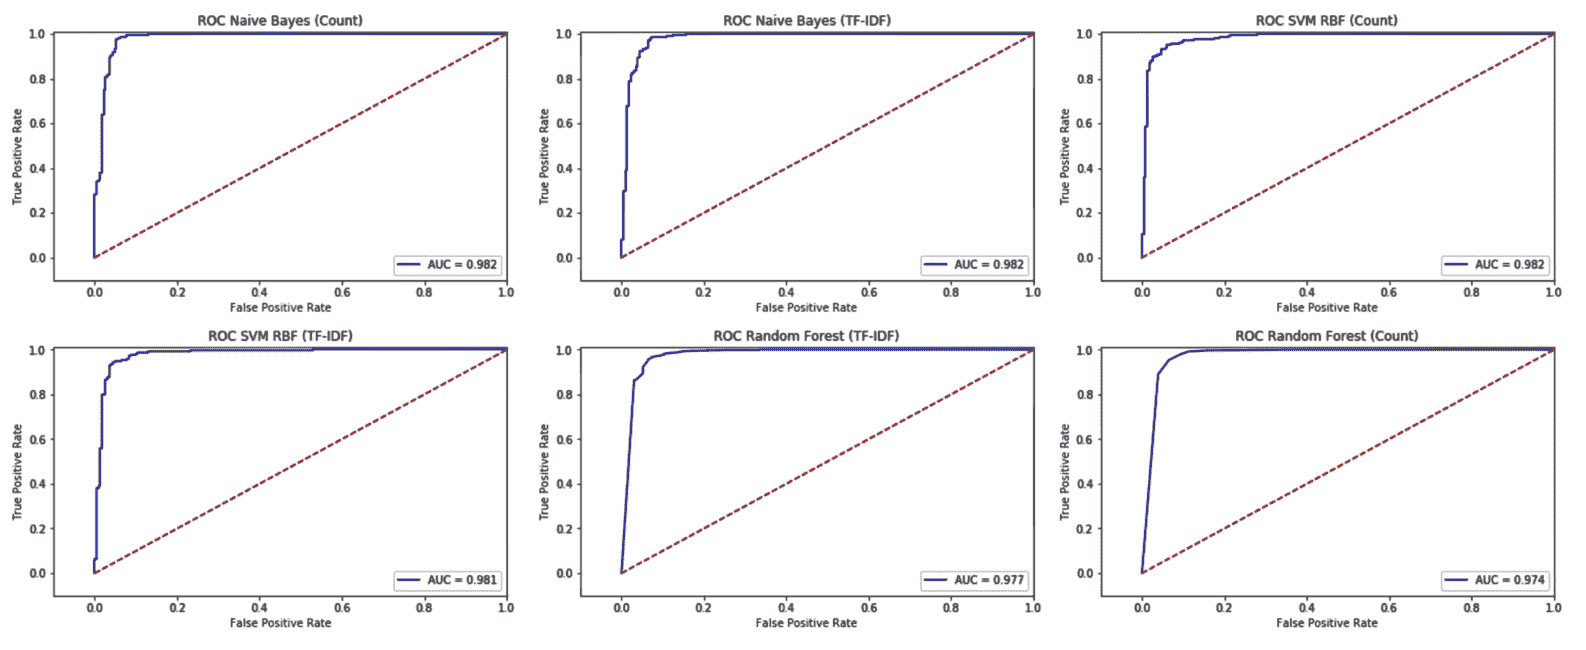 ROC Naive Bayes (Count)
1.0
0.8
0.6
0.4
0.2
0.0
True Positive Rate
AUC = 0.982
0.0 0.2 0.4 0.6 0.8 1.0
False Positive Rate
ROC Naive Bayes (TF-IDF)
1.0
0.8
0.6
0.4
0.2
0.0
True Positive Rate
AUC = 0.982
0.0 0.2 0.4 0.6 0.8 1.0
False Positive Rate
ROC SVM RBF (Count)
1.0
0.8
0.6
0.4
0.2
0.0
True Positive Rate
AUC = 0.982
0.0 0.2 0.4 0.6 0.8 1.0
False Positive Rate
ROC SVM RBF (TF-IDF)
1.0
0.8
0.6
0.4
0.2
0.0
True Positive Rate
AUC = 0.981
0.0 0.2 0.4 0.6 0.8 1.0
False Positive Rate
ROC Random Forest (TF-IDF)
1.0
0.8
0.6
0.4
0.2
0.0
True Positive Rate
AUC = 0.977
0.0 0.2 0.4 0.6 0.8 1.0
False Positive Rate
ROC Random Forest (Count)
1.0
0.8
0.6
0.4
0.2
0.0
True Positive Rate
AUC = 0.974
0.0 0.2 0.4 0.6 0.8 1.0
False Positive Rate